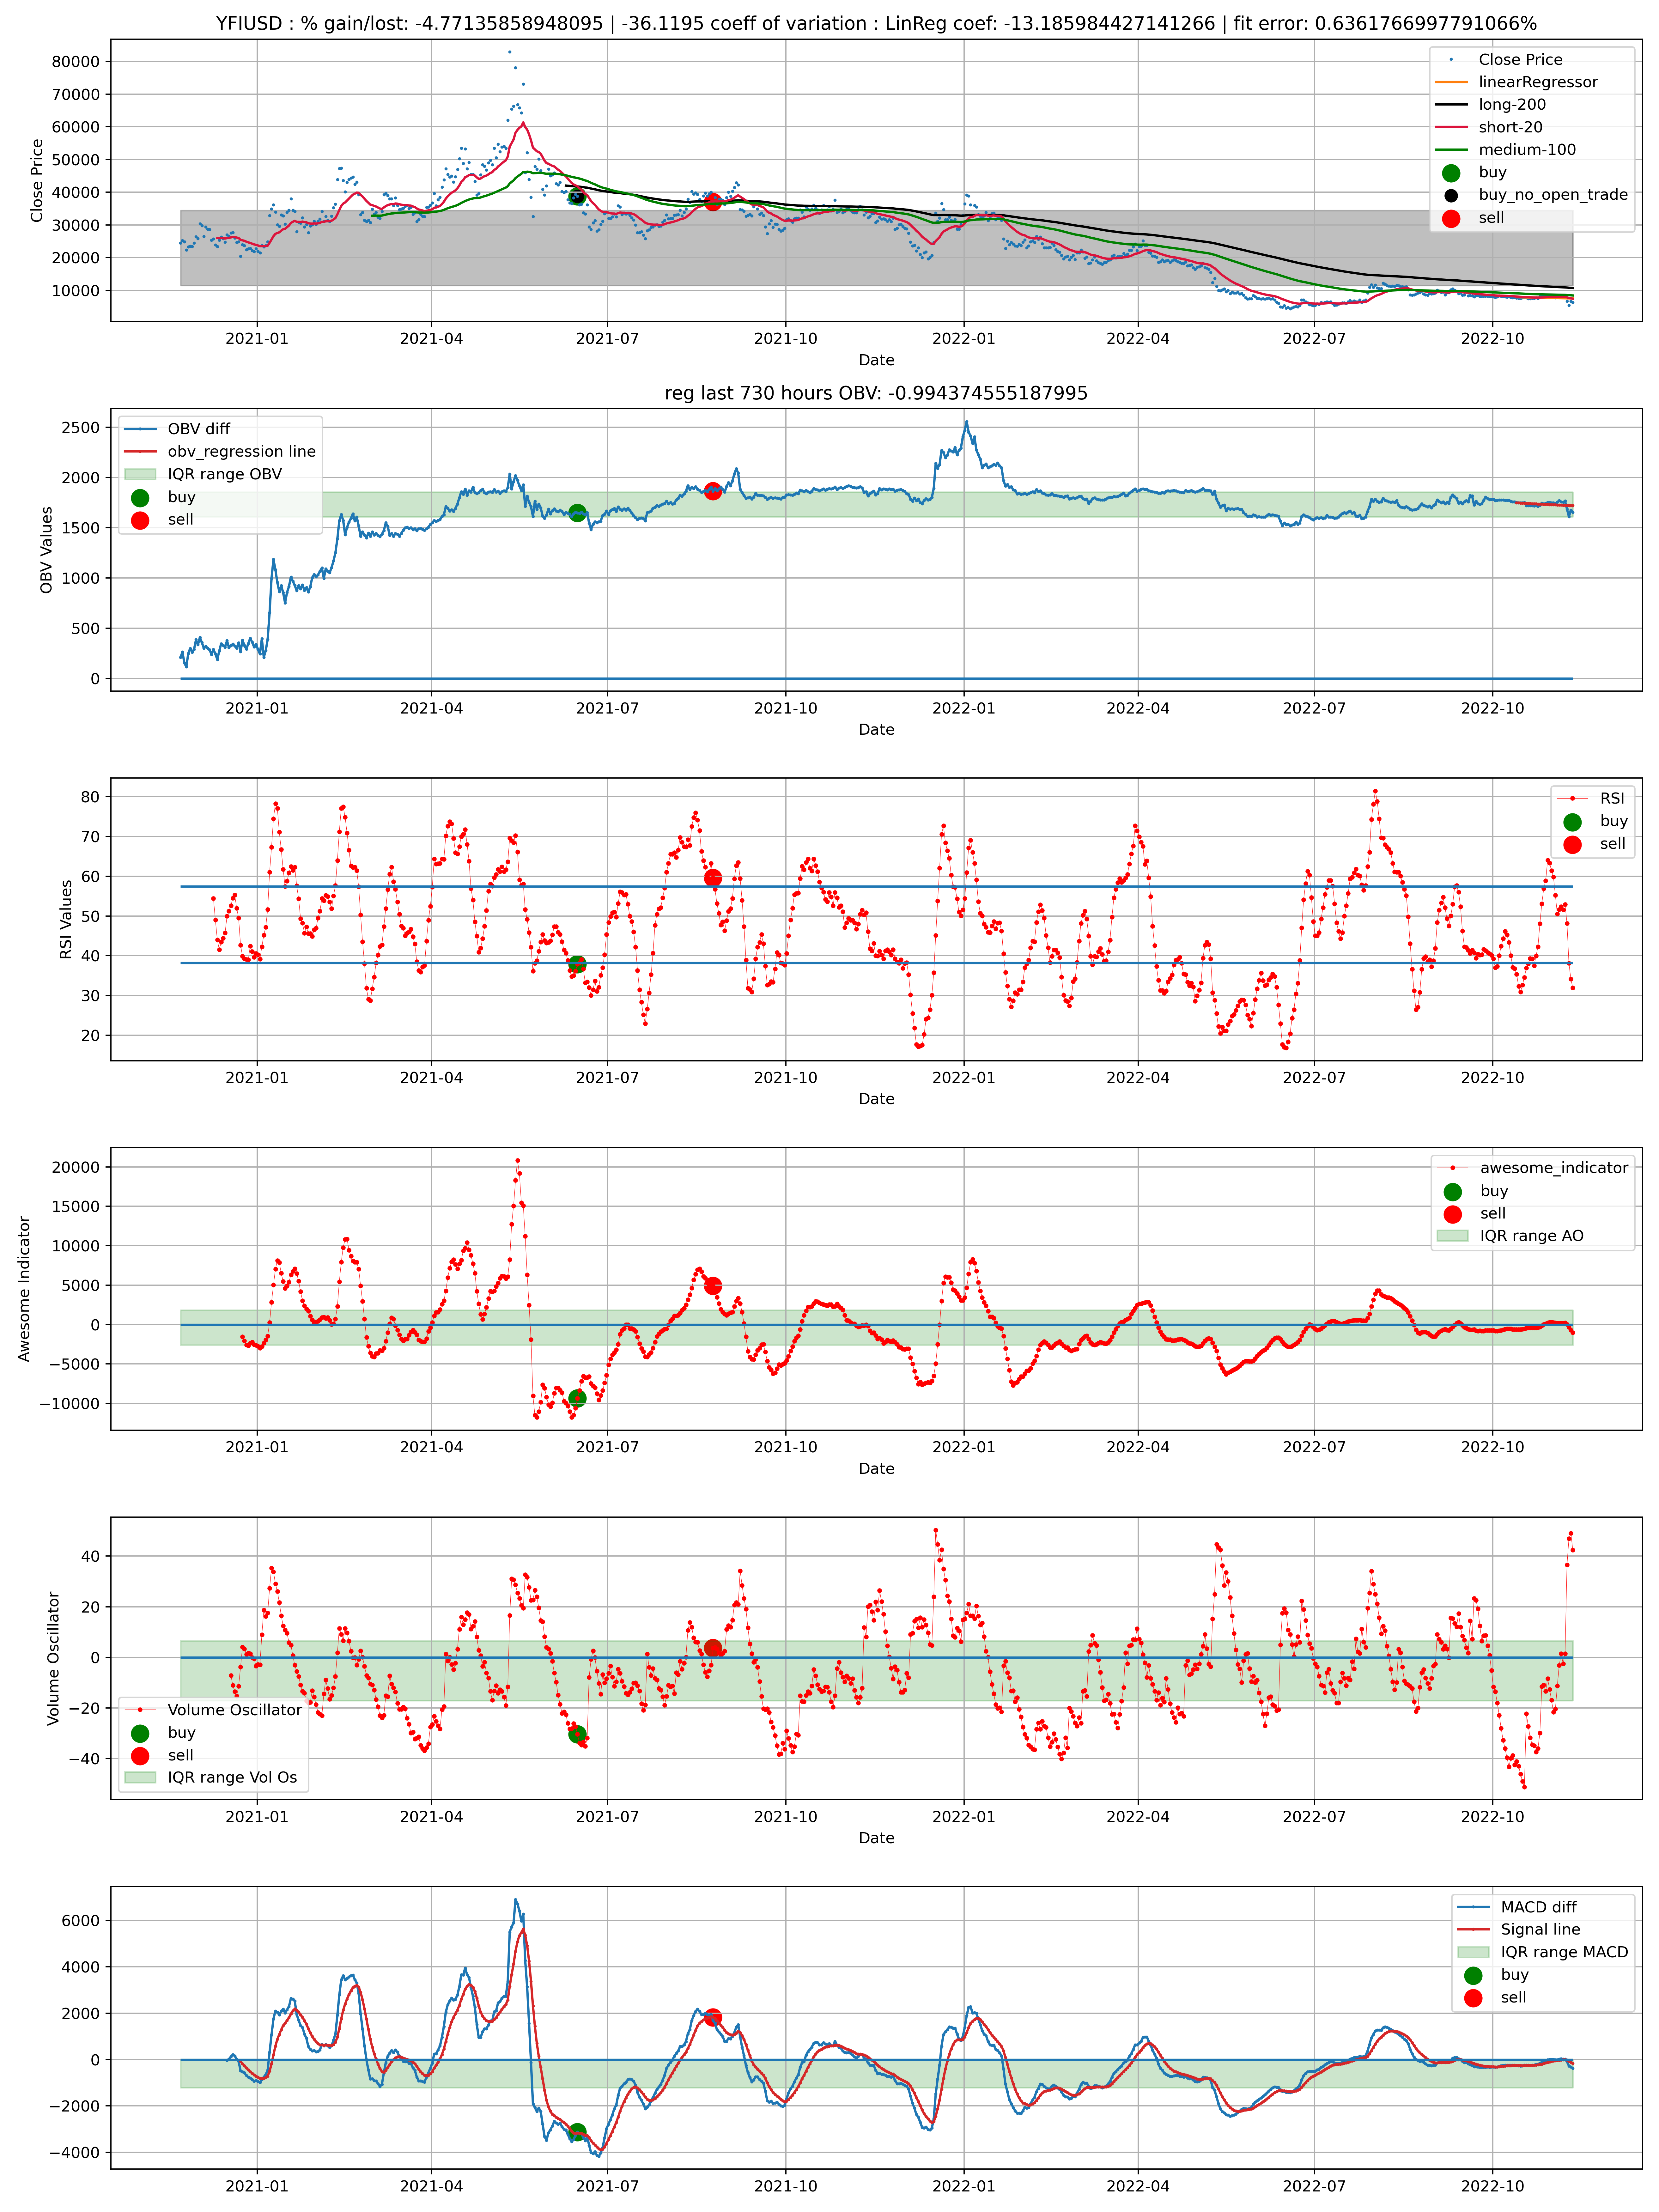 YFIUSD : % gain/lost: -4.77135858948095 | -36.1195 coeff of variation : LinReg coef: -13.185984427141266 | fit error: 0.6361766997791066%
Close Price
80000
70000
60000
50000
40000
30000
20000
10000
Close Price
linearRegressor
long-200
short-20
medium-100
buy
buy_no_open_trade
sell
2021-01 2021-04 2021-07 2021-10 2022-01 2022-04 2022-07 2022-10
Date
reg last 730 hours OBV: -0.994374555187995
OBV Values
2500
2000
1500
1000
500
0
OBV diff
obv_regression line
IQR range OBV
buy
sell
2021-01 2021-04 2021-07 2021-10 2022-01 2022-04 2022-07 2022-10
Date
RSI Values
80
70
60
50
40
30
20
RSI
buy
sell
2021-01 2021-04 2021-07 2021-10 2022-01 2022-04 2022-07 2022-10
Date
Awesome Indicator
20000
15000
10000
5000
0
−5000
−10000
awesome_indicator
buy
sell
IQR range AO
2021-01 2021-04 2021-07 2021-10 2022-01 2022-04 2022-07 2022-10
Date
Volume Oscillator
40
20
0
−20
−40
Volume Oscillator
buy
sell
IQR range Vol Os
2021-01 2021-04 2021-07 2021-10 2022-01 2022-04 2022-07 2022-10
Date
6000
4000
2000
0
−2000
−4000
MACD diff
Signal line
IQR range MACD
buy
sell
2021-01 2021-04 2021-07 2021-10 2022-01 2022-04 2022-07 2022-10